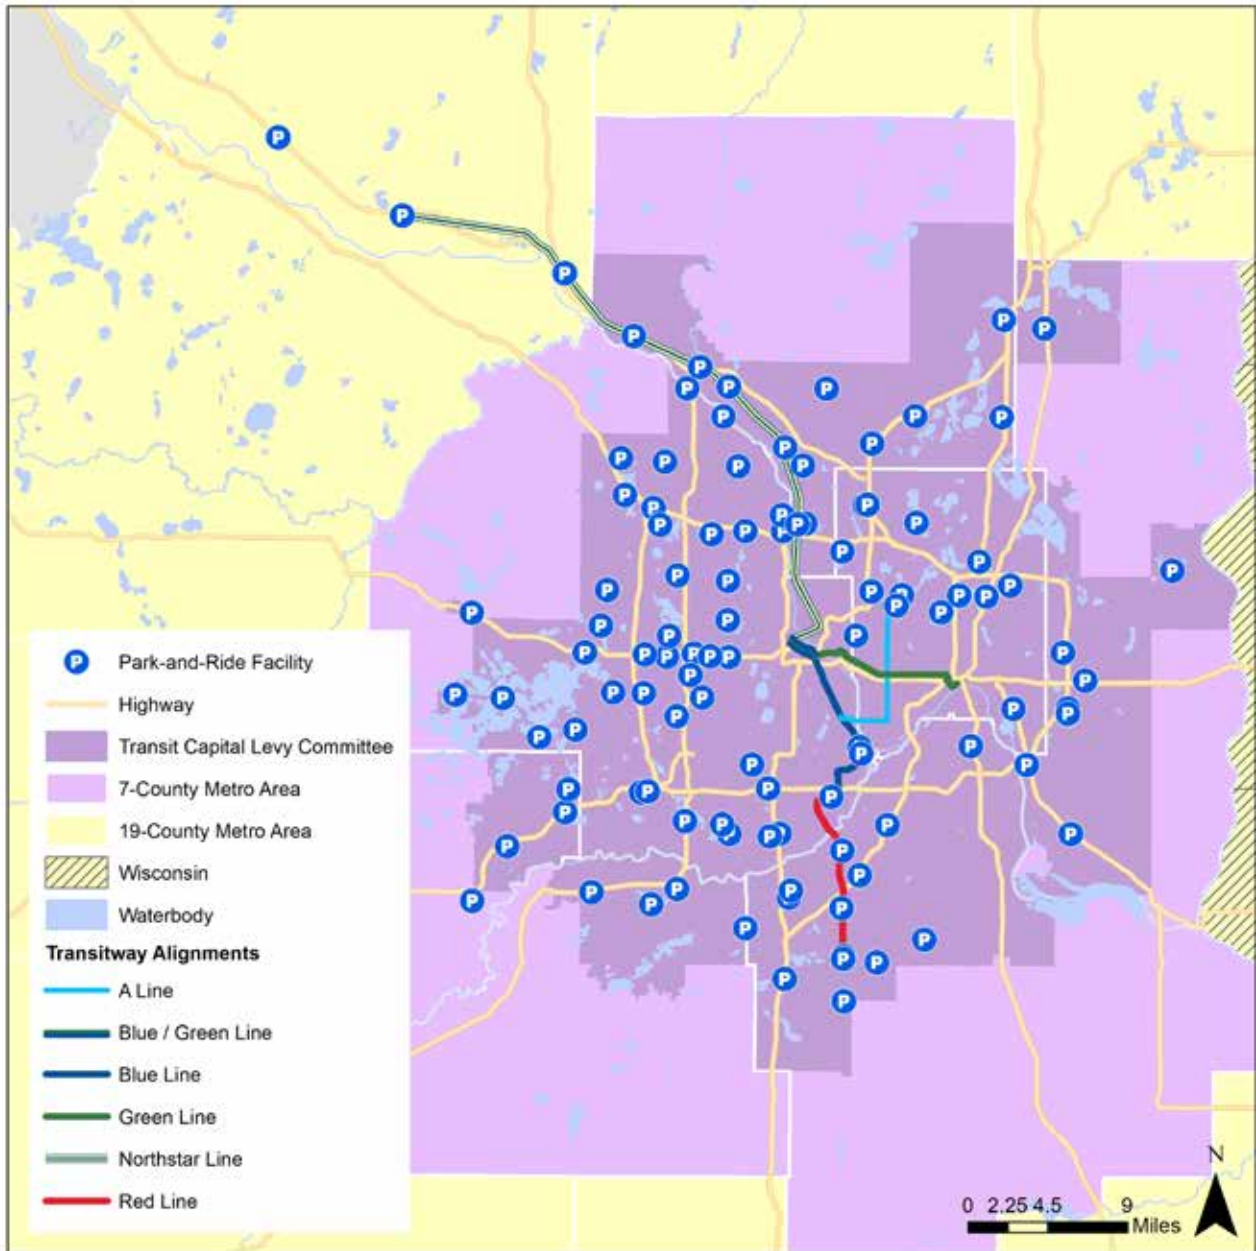 Park-and-Ride Facility
Highway
Transit Capital Levy Committee
7-County Metro Area
19-County Metro Area
Wisconsin
Waterbody
Transitway Alignments
A Line
Blue / Green Line
Blue Line
Green Line
Northstar Line
Red Line
N
0 2.25 4.5 9
Miles